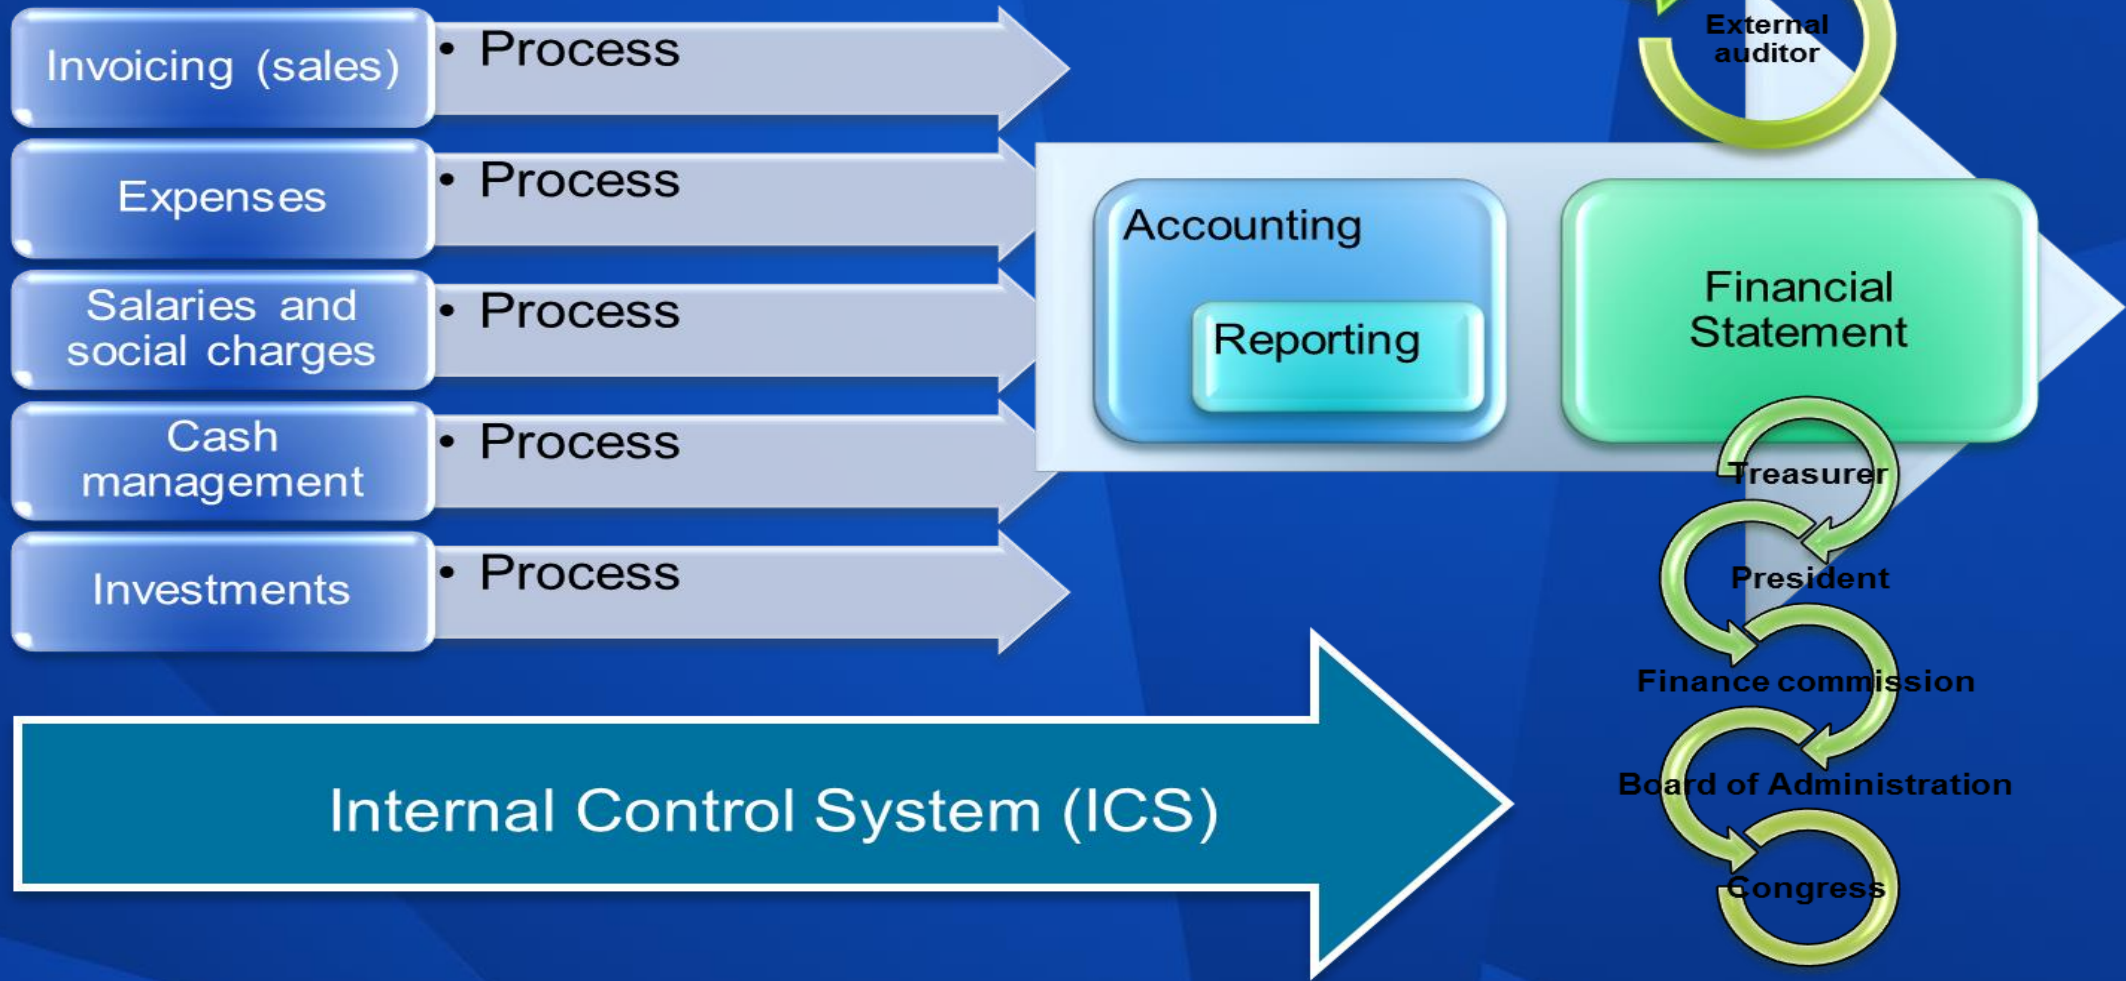 Invoicing (sales)
• Process
Expenses
• Process
Salaries and
social charges
• Process
Cash
management
• Process
Investments
• Process
External
auditor
Accounting
Reporting
Financial
Statement
Treasurer
President
Finance commission
Board of Administration
Congress
Internal Control System (ICS)